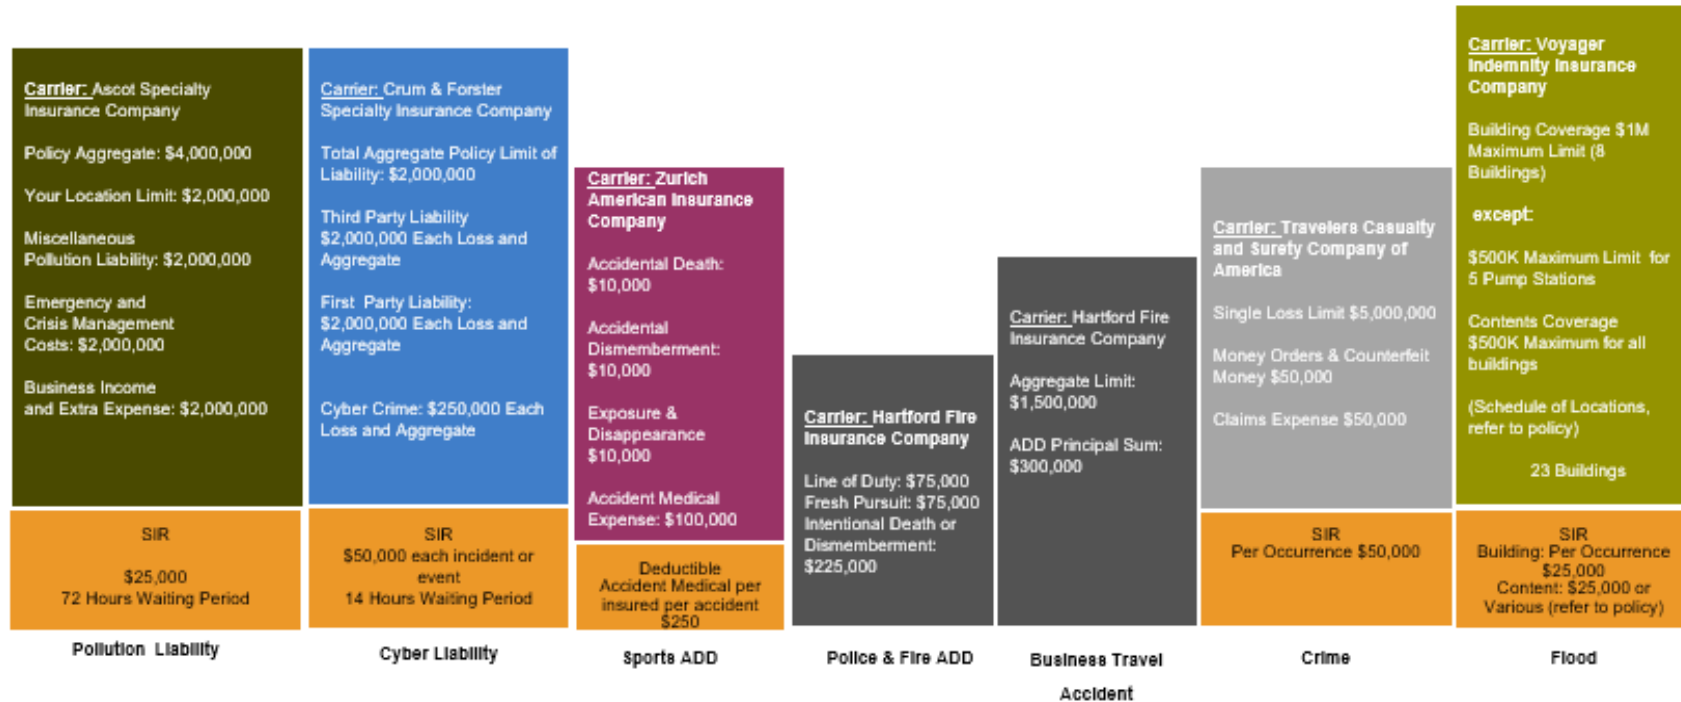 Carrier: Ascot Specialty
Insurance Company
Policy Aggregate: $4,000,000
Your Location Limit: $2,000,000
Miscellaneous
Pollution Liability: $2,000,000
Emergency and
Crisis Management
Costs: $2,000,000
Business Income
and Extra Expense: $2,000,000
SIR
$25,000
72 Hours Waiting Period
Pollution Liability
Carrier: Crum & Forster
Specialty Insurance Company
Total Aggregate Policy Limit of
Liability: $2,000,000
Third Party Liability
$2,000,000 Each Loss and
Aggregate
First Party Liability:
$2,000,000 Each Loss and
Aggregate
Cyber Crime: $250,000 Each
Loss and Aggregate
SIR
$50,000 each incident or
event
14 Hours Waiting Period
Cyber Liability
Carrier: Zurich
American Insurance
Company
Accidental Death:
$10,000
Accidental
Dismemberment:
$10,000
Exposure &
Disappearance
$10,000
Accident Medical
Expense: $100,000
Deductible
Accident Medical per
insured per accident
$250
Sports ADD
Carrier: Hartford Fire
Insurance Company
Line of Duty: $75,000
Fresh Pursuit: $75,000
Intentional Death or
Dismemberment:
$225,000
Police & Fire ADD
Carrier: Hartford Fire
Insurance Company
Aggregate Limit:
$1,500,000
ADD Principal Sum:
$300,000
Business Travel
Accident
Carrier: Travelers Casualty
and Surety Company of
America
Single Loss Limit $5,000,000
Money Orders & Counterfeit
Money $50,000
Claims Expense $50,000
SIR
Per Occurrence $50,000
Crime
Carrier: Voyager
Indemnity Insurance
Company
Building Coverage $1M
Maximum Limit (8
Buildings)
except:
$500K Maximum Limit for
5 Pump Stations
Contents Coverage
$500K Maximum for all
buildings
(Schedule of Locations,
refer to policy)
23 Buildings
SIR
Building: Per Occurrence
$25,000
Content: $25,000 or
Various (refer to policy)
Flood